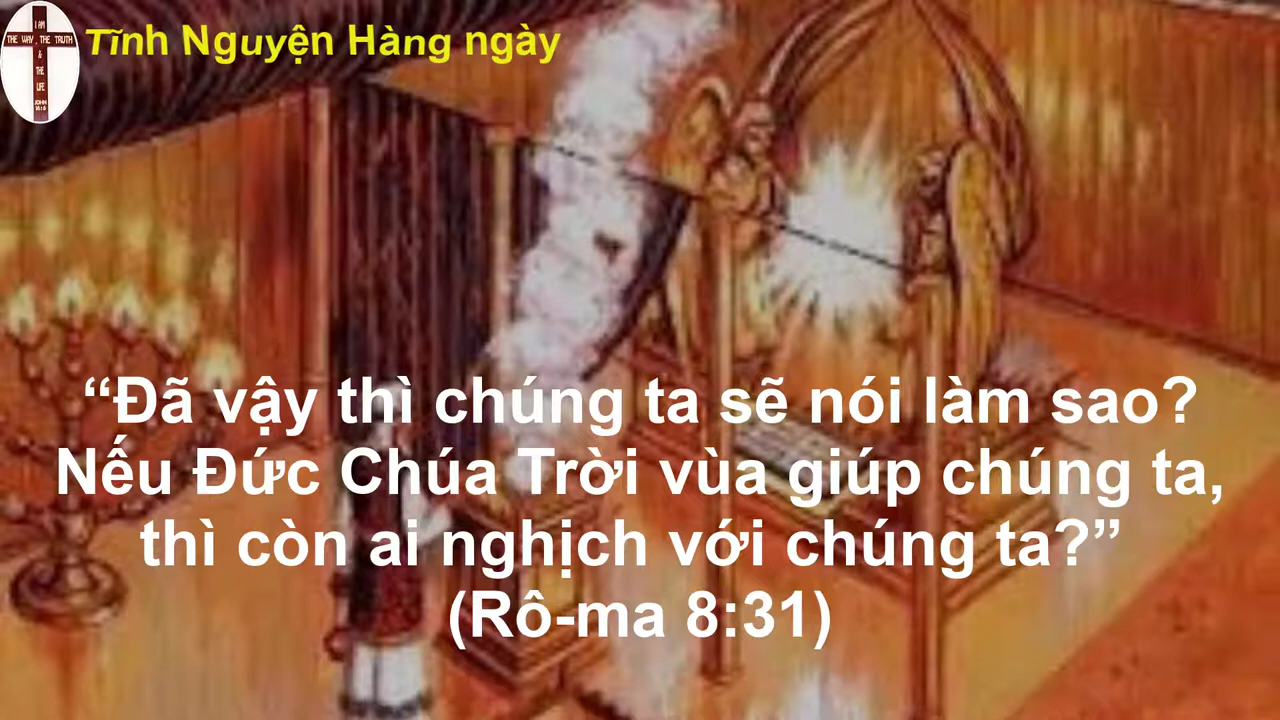 I AM
THE WAY, THE TRUTH
&
THE
LIFE
JOHN
Tĩnh Nguyện Hàng ngày
“Đã vậy thì chúng ta sẽ nói làm sao?
Nếu Đức Chúa Trời vùa giúp chúng ta,
thì còn ai nghịch với chúng ta?”
(Rô-ma 8:31)